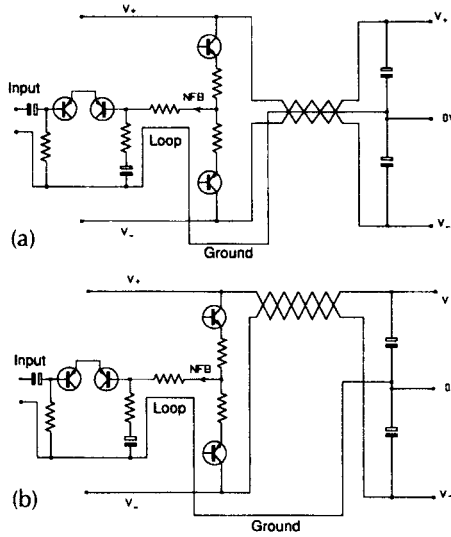 V+
V+
Input
NFB
0V
Loop
V-
V-
(a)
Ground
V+
V
Input
NFB
0
Loop
V-
V-
(b)
Ground